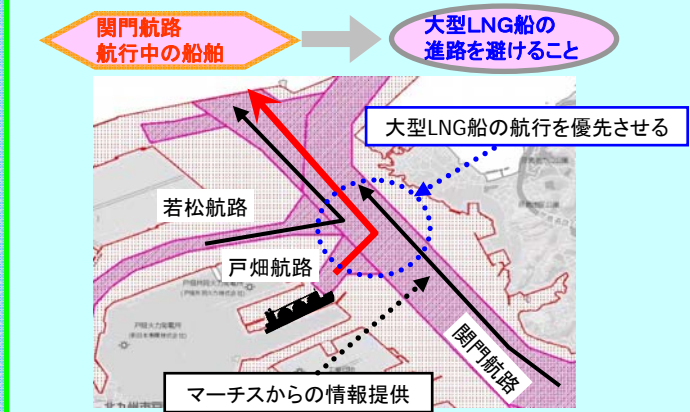 関門航路
航行中の船舶
大型LNG船の
進路を避けること
大型LNG船の航行を優先させる
若松航路
戸畑航路
関門航路
マーチスからの情報提供